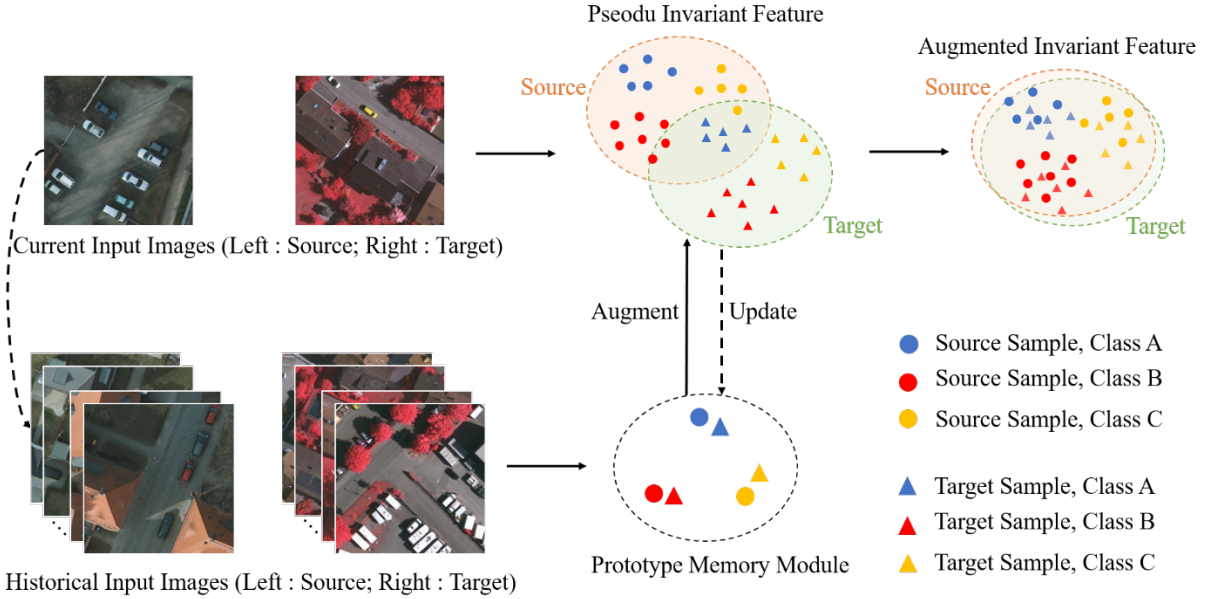 Pseodu Invariant Feature
Augmented Invariant Feature
Source
Source
Target
Target
Current Input Images (Left : Source; Right : Target)
Augment
Update
Source Sample, Class A
Source Sample, Class B
Source Sample, Class C
Target Sample, Class A
Target Sample, Class B
Target Sample, Class C
Prototype Memory Module
Historical Input Images (Left : Source; Right : Target)